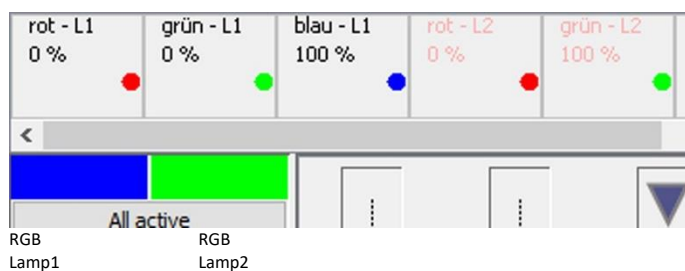 rot - L1 grün - L1 blau - L1 rot - L2 grün - L2
0 % 0 % 100 % 0 % 100 %
All active
RGB RGB
Lamp1 Lamp2